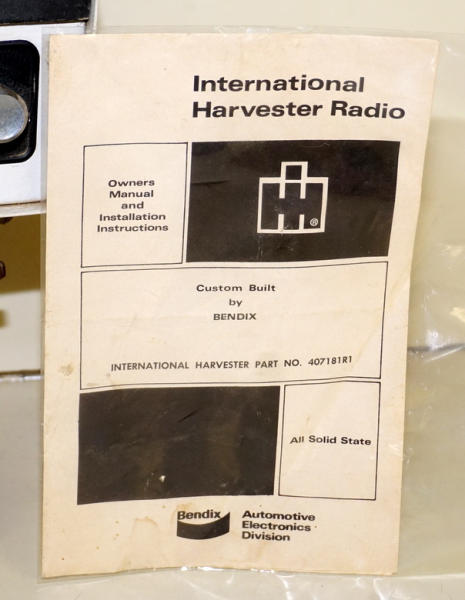 International
Harvester Radio
Owners
Manual
and
Installation
Instructions
®
Custom Built
by
BENDIX
INTERNATIONAL HARVESTER PART NO. 407181R1
All Solid State
Bendix
Automotive
Electronics
Division